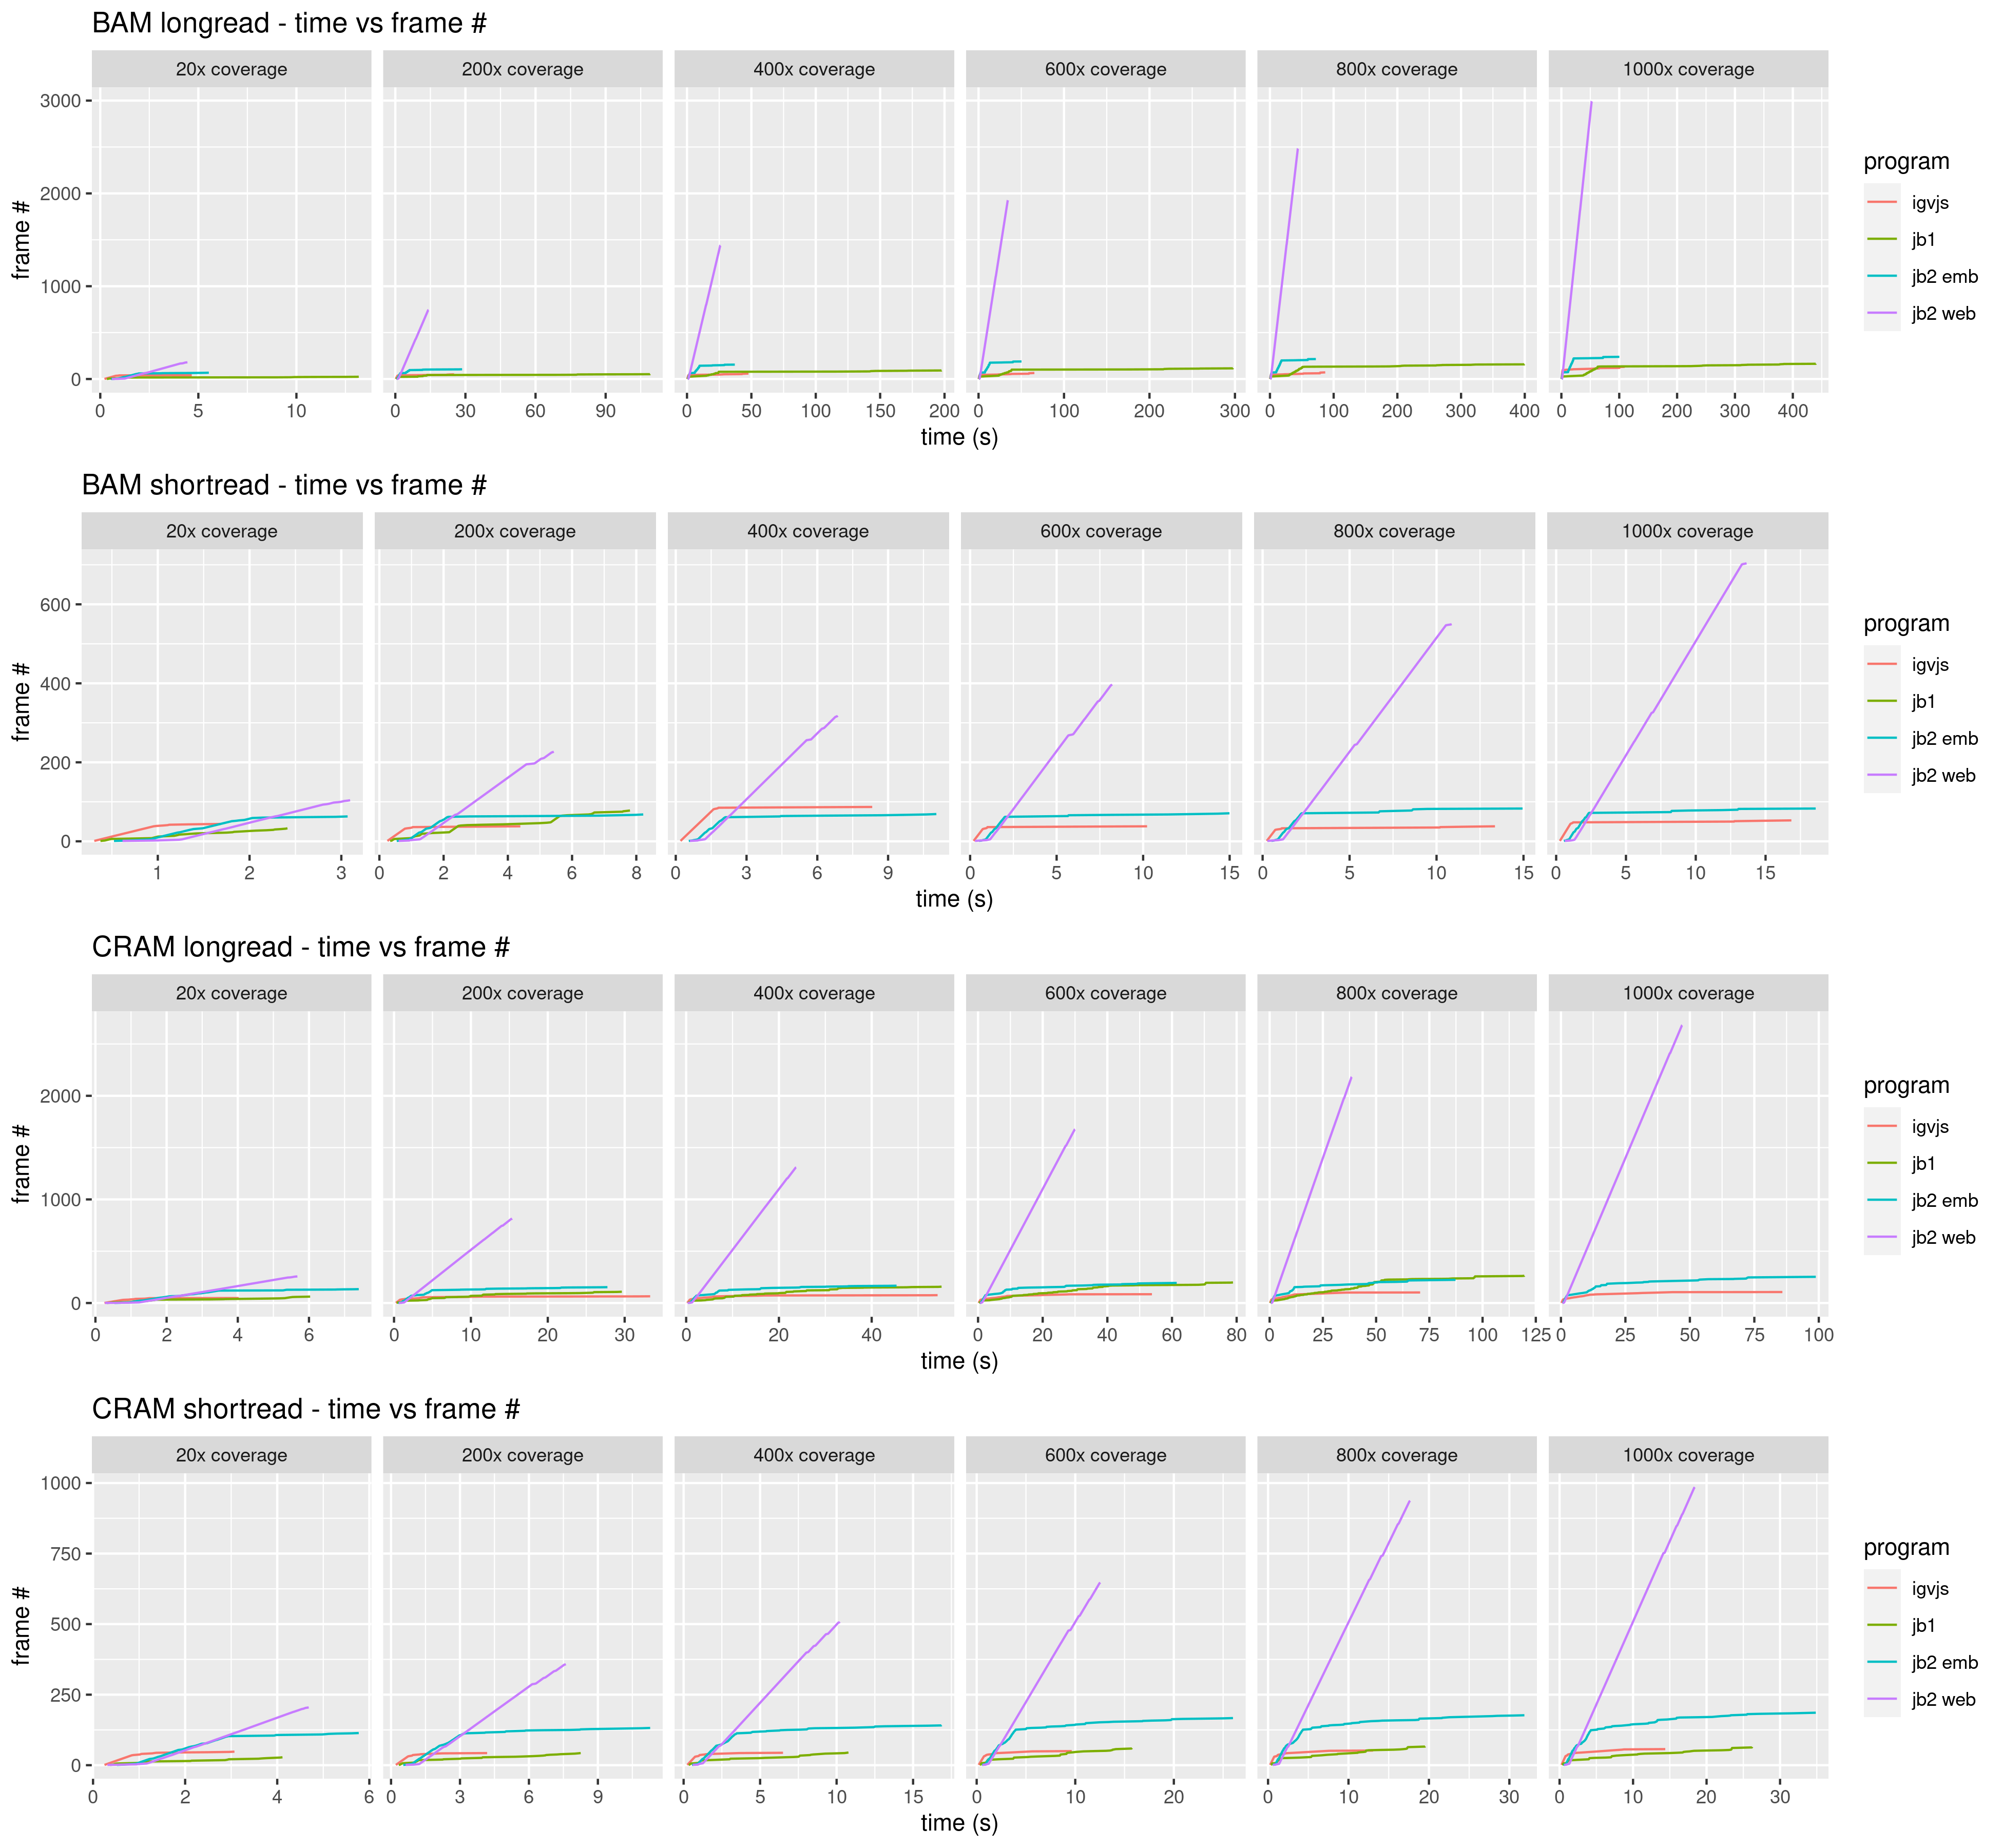 BAM longread - time vs frame #
20x coverage 200x coverage 400x coverage 600x coverage 800x coverage 1000x coverage
3000
2000
1000
0
frame #
0 5 10 0 30 60 90 0 50 100 150 200 0 100 200 300 0 100 200 300 400 0 100 200 300 400
time (s)
program
igvjs
jb1
jb2 emb
jb2 web
BAM shortread - time vs frame #
20x coverage 200x coverage 400x coverage 600x coverage 800x coverage 1000x coverage
600
400
200
0
frame #
1 2 3 0 2 4 6 8 0 3 6 9 0 5 10 15 0 5 10 15 0 5 10 15
time (s)
program
igvjs
jb1
jb2 emb
jb2 web
CRAM longread - time vs frame #
20x coverage 200x coverage 400x coverage 600x coverage 800x coverage 1000x coverage
2000
1000
0
frame #
0 2 4 6 0 10 20 30 0 20 40 0 20 40 60 80 0 25 50 75 100 125 0 25 50 75 100
time (s)
program
igvjs
jb1
jb2 emb
jb2 web
CRAM shortread - time vs frame #
20x coverage 200x coverage 400x coverage 600x coverage 800x coverage 1000x coverage
1000
750
500
250
0
frame #
0 2 4 6 0 3 6 9 0 5 10 15 0 10 20 0 10 20 30 0 10 20 30
time (s)
program
igvjs
jb1
jb2 emb
jb2 web